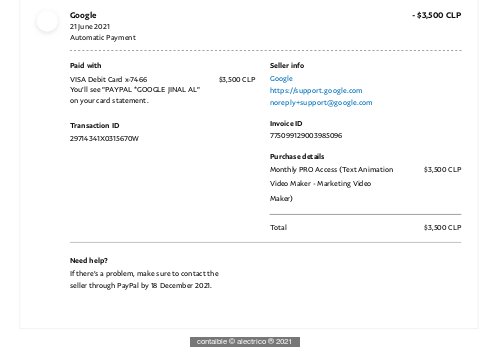 Google
- $3,500 CLP
21 June 2021
Automatic Payment
Paid with
VISA Debit Card x-7466
$3,500 CLP
You'll see "PAYPAL *GOOGLE JINAL AL"
on your card statement.
Transaction ID
29714341X0315670W
Seller info
Google
https://support.google.com
noreply+support@google.com
Invoice ID
775099129003985096
Purchase details
Monthly PRO Access (Text Animation
$3,500 CLP
Video Maker - Marketing Video
Maker)
Total
$3,500 CLP
Need help?
If there's a problem, make sure to contact the
seller through PayPal by 18 December 2021.
contaible © alectrico ® 2021